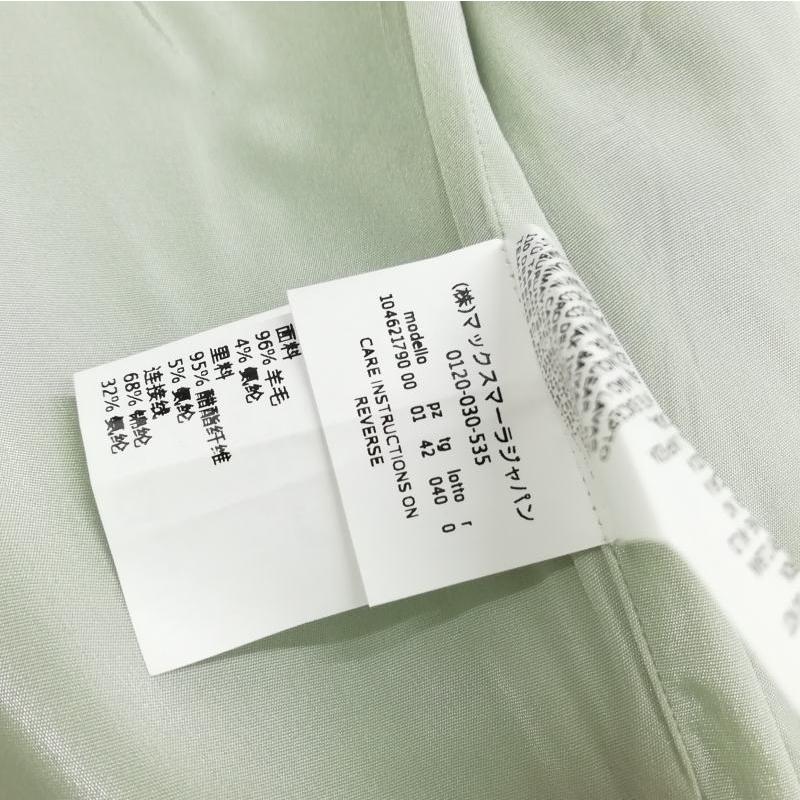 (株)マックスマーラジャパン
0120-030-535
modello pz tg lotto r
104621790 00 01 42 040 0
CARE INSTRUCTIONS ON
REVERSE
面料
96% 羊毛
4% 氨纶
里料
95% 醋酯纤维
5% 氨纶
连接线
68% 锦纶
32% 氨纶